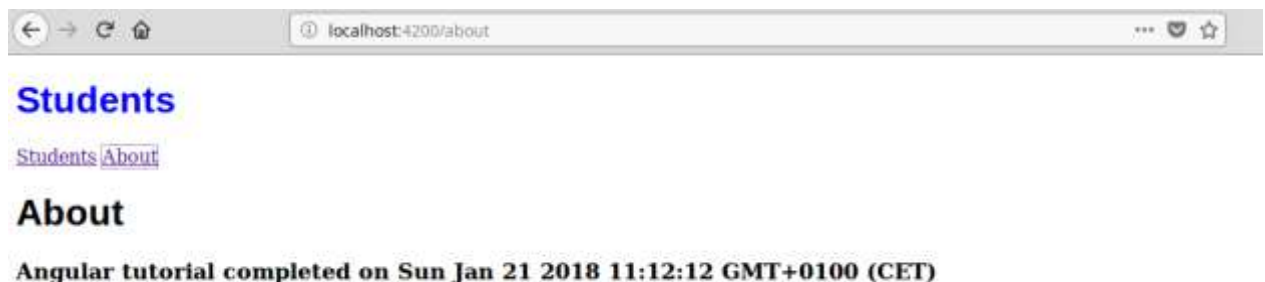 localhost:4200/about
Students
Students About
About
Angular tutorial completed on Sun Jan 21 2018 11:12:12 GMT+0100 (CET)